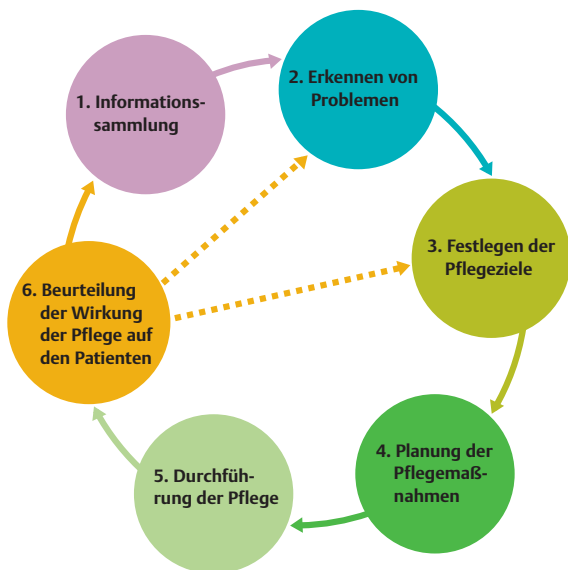 1. Informations-
sammlung
2. Erkennen von
Problemen
3. Festlegen der
Pflegeziele
4. Planung der
Pflegemaß-
nahmen
5. Durchfüh-
rung der Pflege
6. Beurteilung
der Wirkung
der Pflege auf
den Patienten